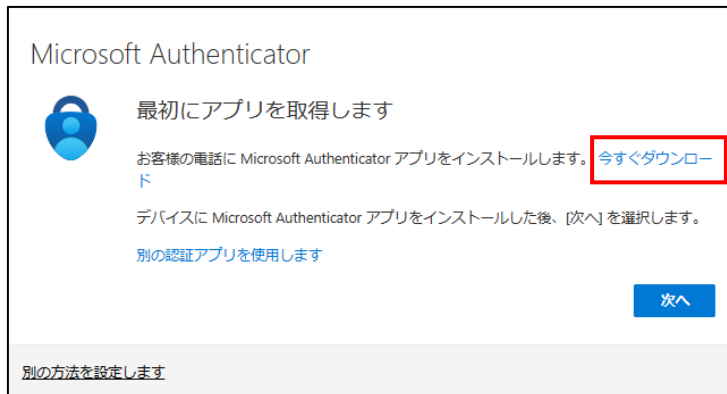 Microsoft Authenticator
最初にアプリを取得します
お客様の電話に Microsoft Authenticator アプリをインストールします。今すぐダウンロー
ド
デバイスに Microsoft Authenticator アプリをインストールした後、[次へ] を選択します。
別の認証アプリを使用します
次へ
別の方法を設定します